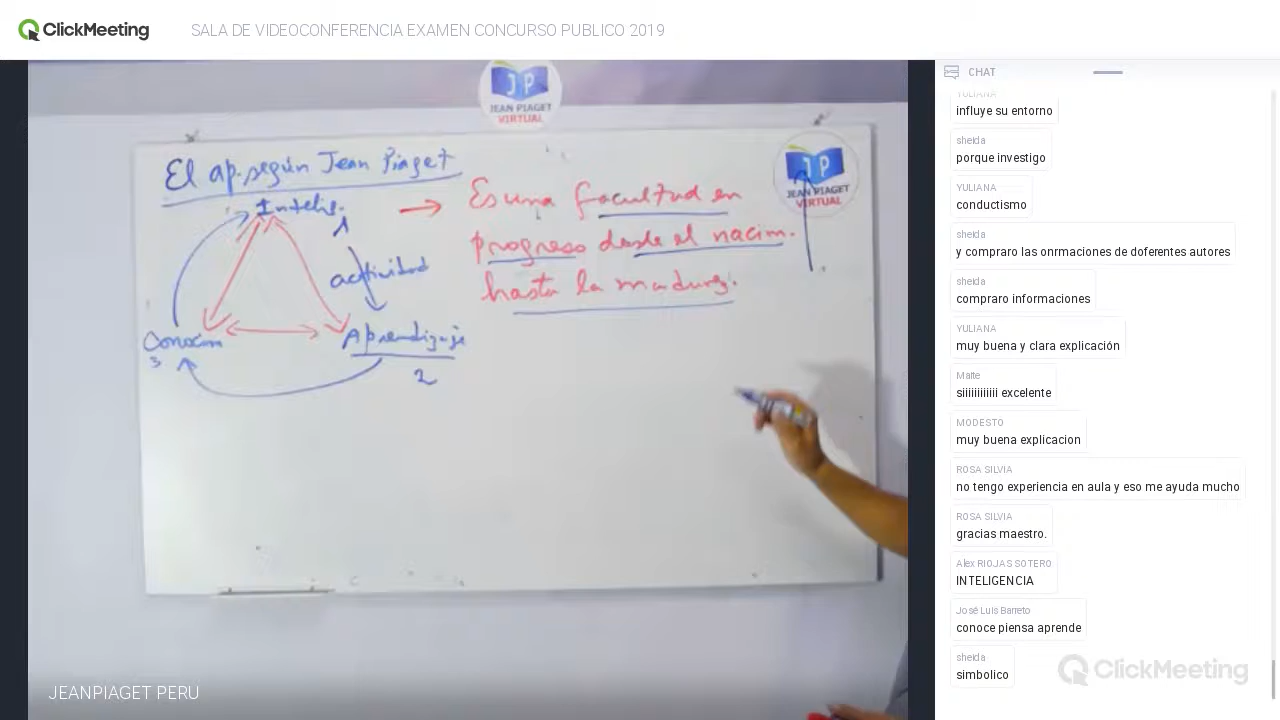 ClickMeeting
SALA DE VIDEOCONFERENCIA EXAMEN CONCURSO PUBLICO 2019
JP
JEAN PIAGET
VIRTUAL
El ap. según Jean Piaget
Intelig.
1
actividad
Conocim
3
Aprendizaje
2
Es una facultad en
progreso desde el nacim.
hasta la madurez.
JP
JEAN PIAGET
VIRTUAL
JEANPIAGET PERU
CHAT
YULIANA
influye su entorno
sheida
porque investigo
YULIANA
conductismo
sheida
y compraro las onrmaciones de doferentes autores
sheida
compraro informaciones
YULIANA
muy buena y clara explicación
Maite
siiiiiiiiiiii excelente
MODESTO
muy buena explicacion
ROSA SILVIA
no tengo experiencia en aula y eso me ayuda mucho
ROSA SILVIA
gracias maestro.
Alex RIOJAS SOTERO
INTELIGENCIA
José Luis Barreto
conoce piensa aprende
sheida
simbolico
ClickMeeting